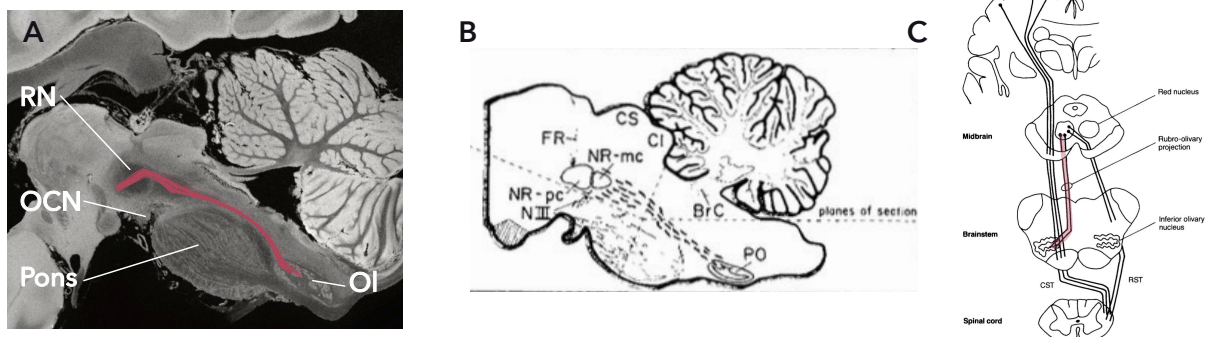 A
RN
OCN
Pons
OI
B
CS
CI
FR
NR-mc
NR-pc
N III
BrC
planes of section
PO
C
Red nucleus
Midbrain
Rubro-olivary
projection
Inferior olivary
nucleus
Brainstem
CST
RST
Spinal cord